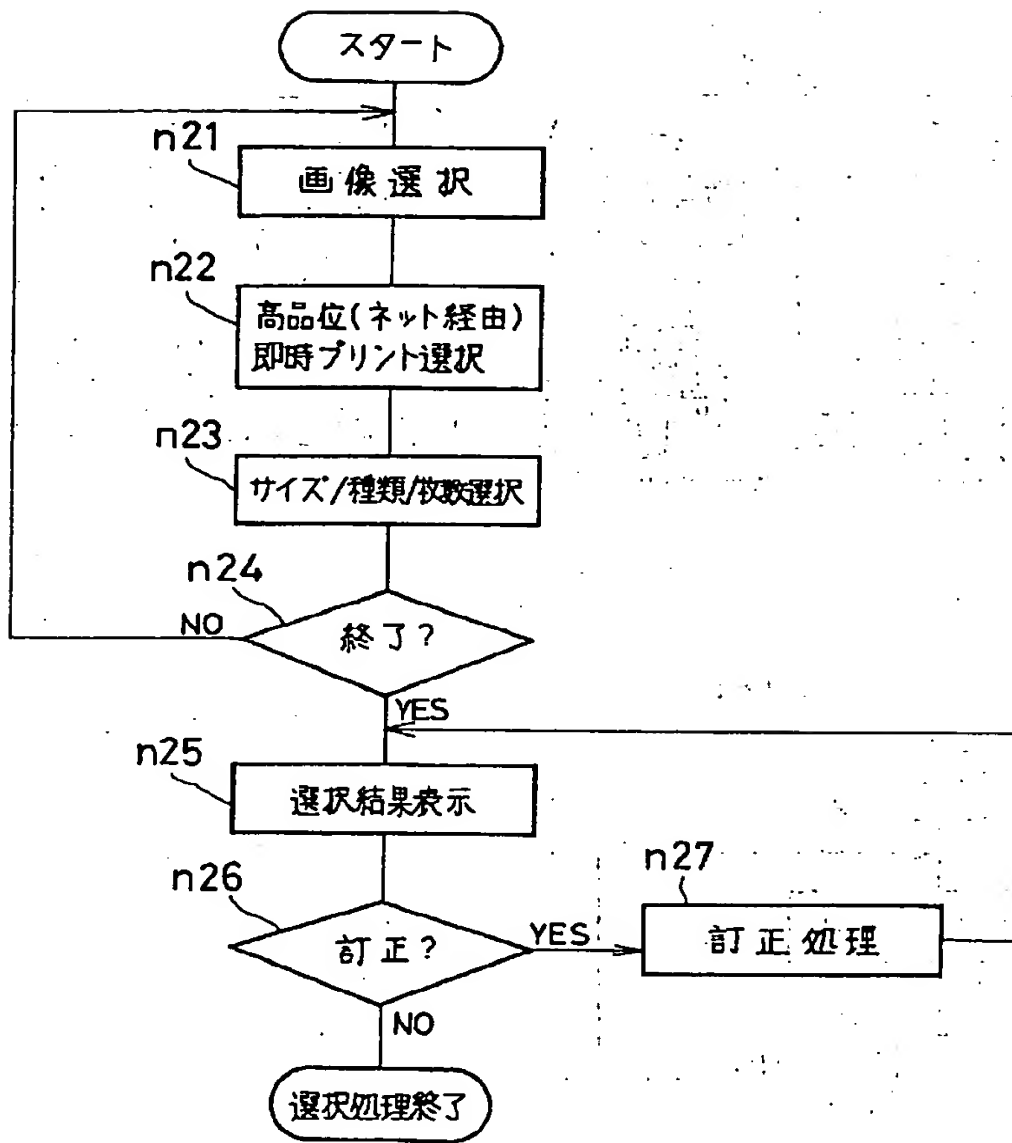 スタート
n21
画像選択
n22
高品位(ネット経由)
即時プリント選択
n23
サイズ/種類/枚数選択
n24
終了?
NO
YES
n25
選択結果表示
n26
訂正?
YES
n27
訂正処理
NO
選択処理終了